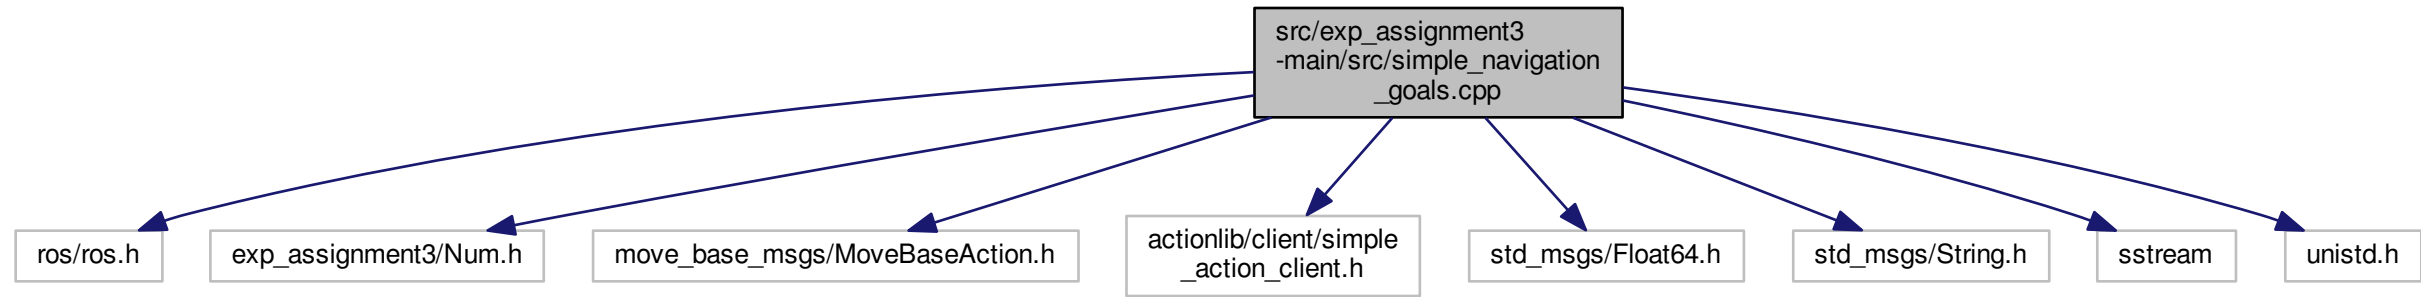 src/exp_assignment3
-main/src/simple_navigation
_goals.cpp
ros/ros.h
exp_assignment3/Num.h
move_base_msgs/MoveBaseAction.h
actionlib/client/simple
_action_client.h
std_msgs/Float64.h
std_msgs/String.h
sstream
unistd.h